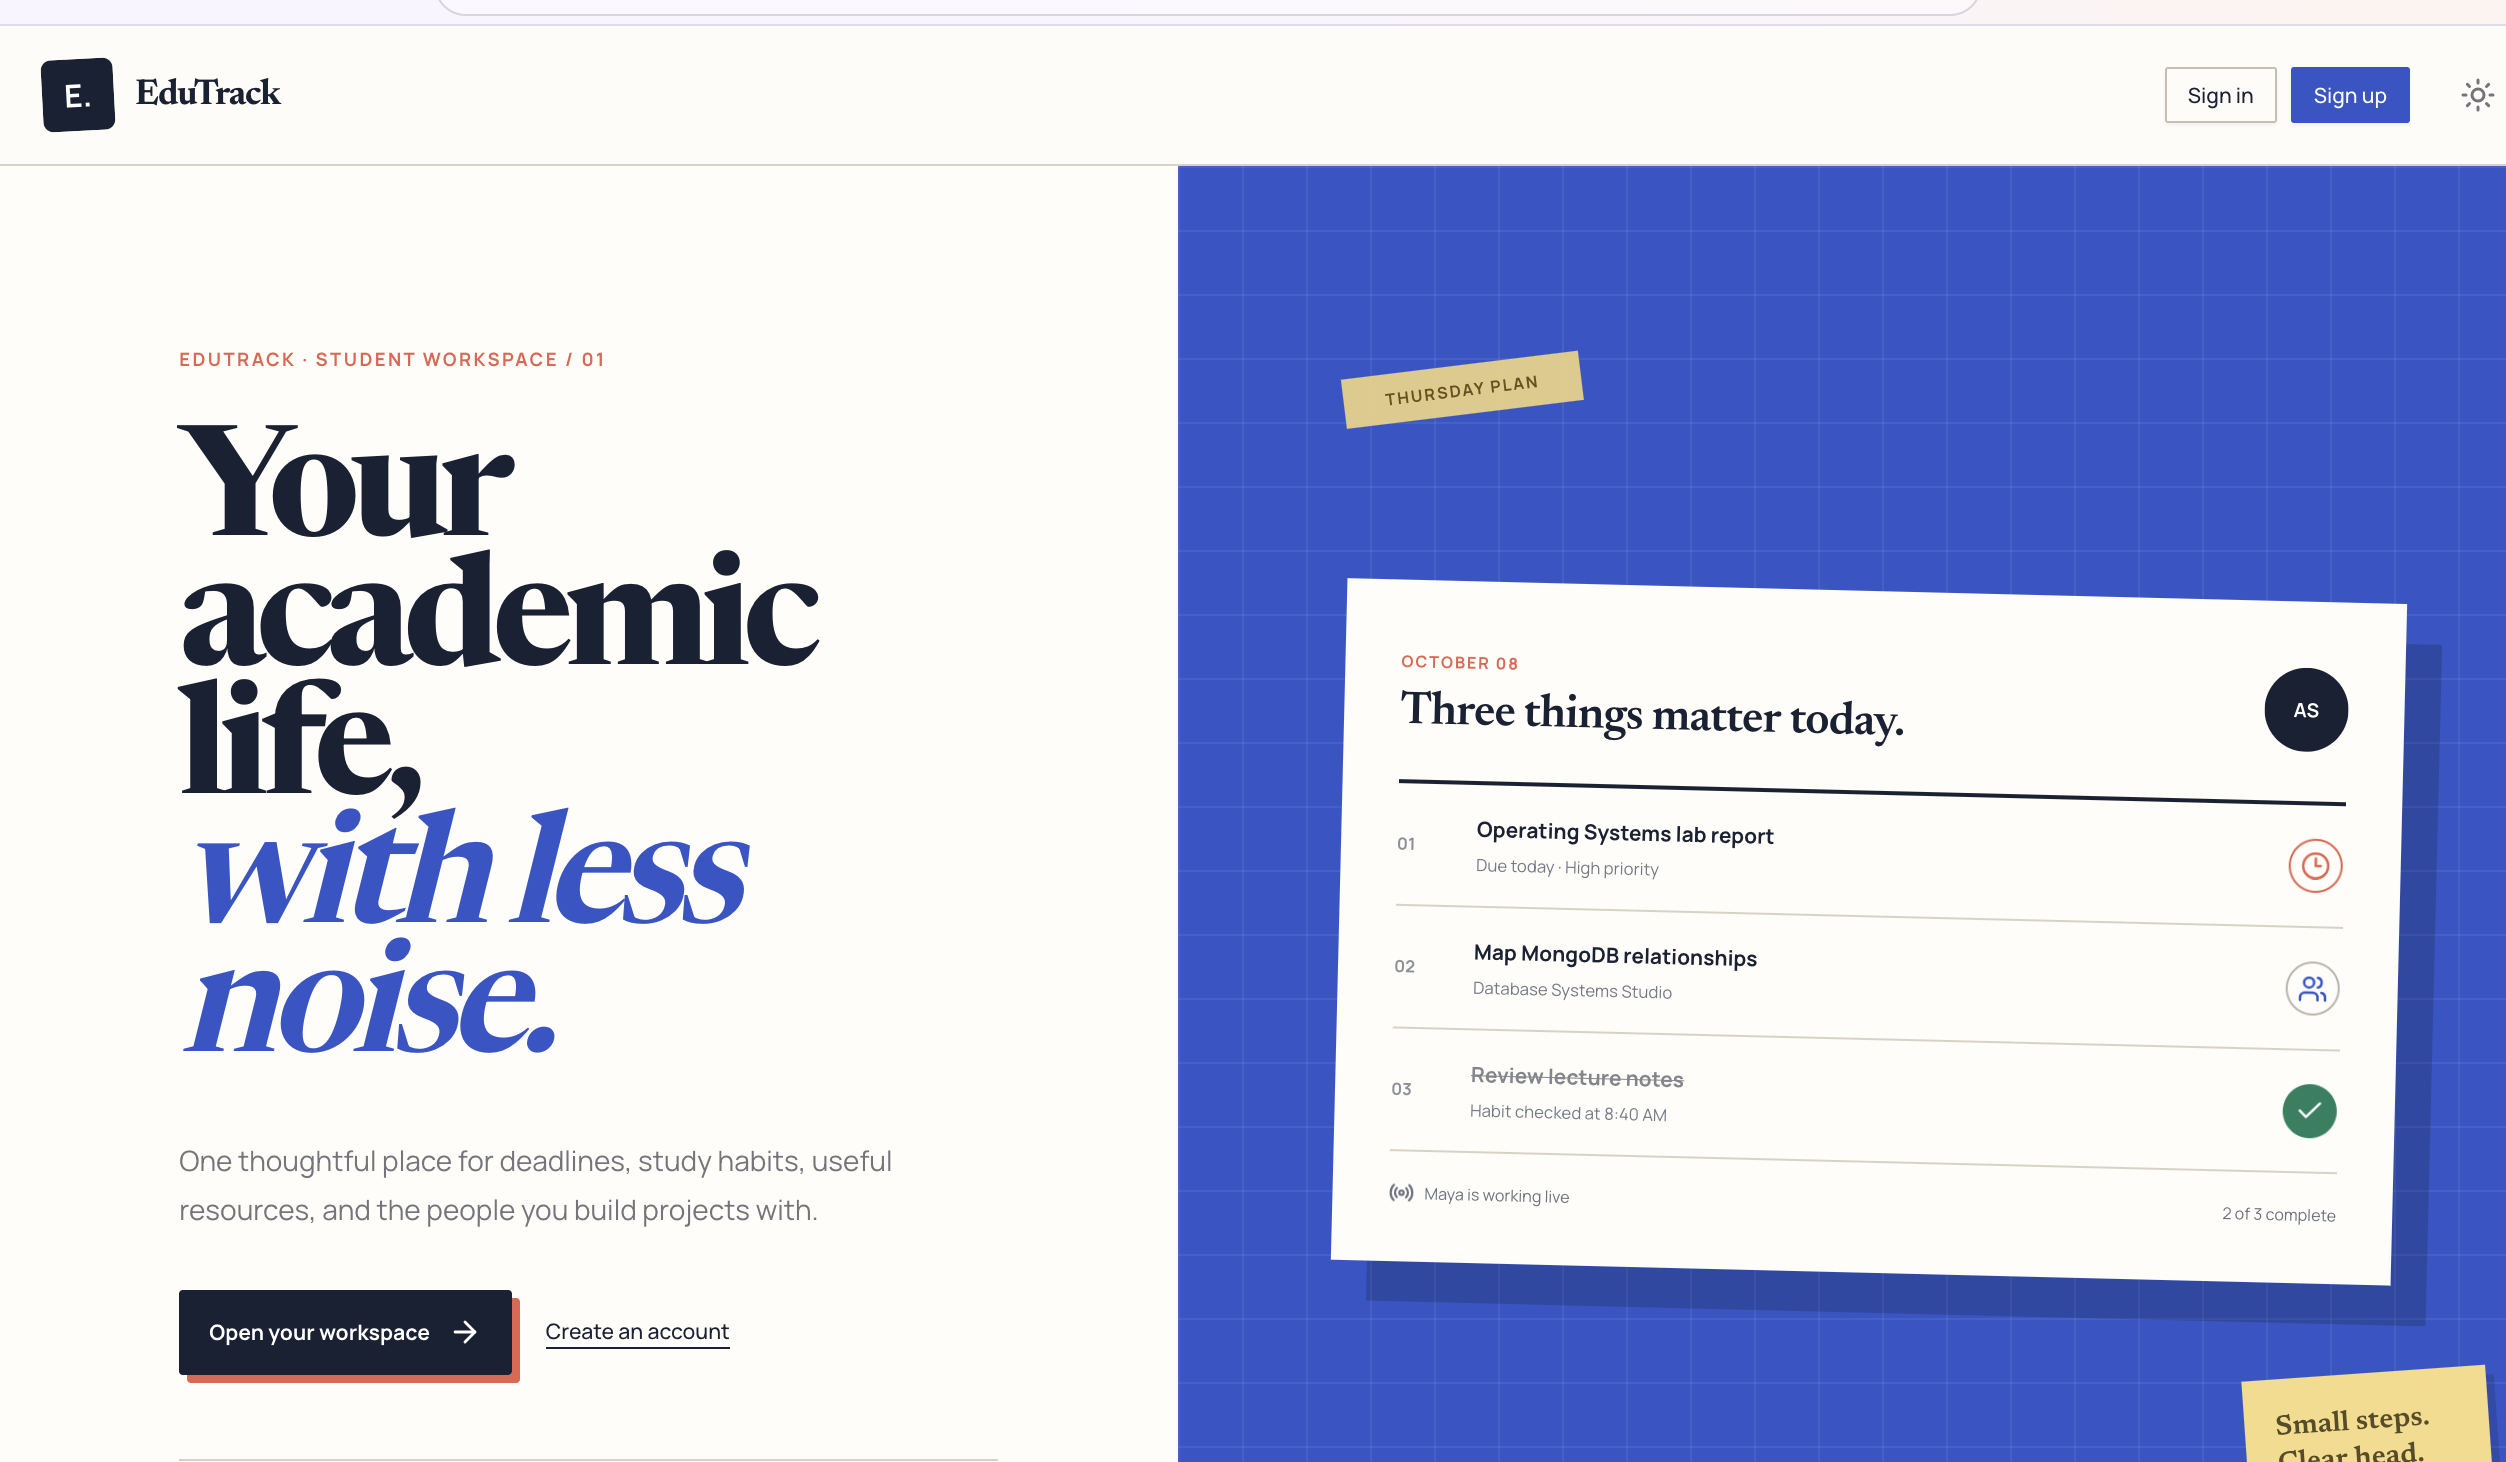 E.
EduTrack
Sign in
Sign up
EDUTRACK · STUDENT WORKSPACE / 01
Your
academic
life,
with less
noise.
One thoughtful place for deadlines, study habits, useful
resources, and the people you build projects with.
Open your workspace
Create an account
THURSDAY PLAN
OCTOBER 08
Three things matter today.
AS
01
Operating Systems lab report
Due today · High priority
02
Map MongoDB relationships
Database Systems Studio
03
Review lecture notes
Habit checked at 8:40 AM
Maya is working live
2 of 3 complete
Small steps.
Clear head.